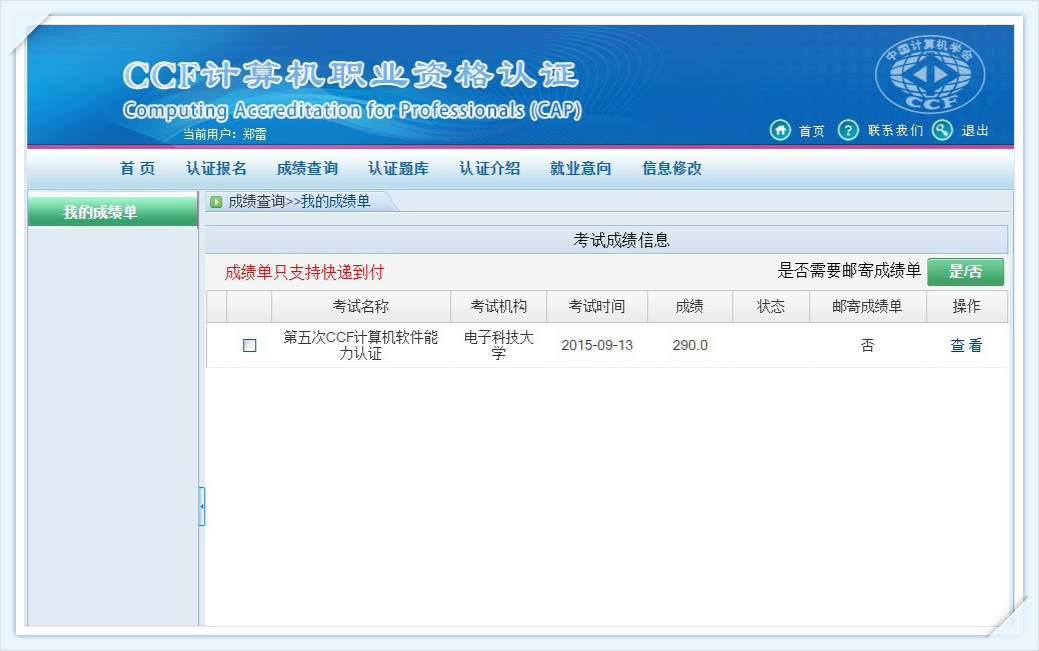 CCF计算机职业资格认证
Computing Accreditation for Professionals (CAP)
当前用户：郑雷
中国计算机学会
CCF
首页 联系我们 退出
首 页 认证报名 成绩查询 认证题库 认证介绍 就业意向 信息修改
我的成绩单
成绩查询>>我的成绩单
考试成绩信息
成绩单只支持快递到付
是否需要邮寄成绩单 是/否
考试名称 考试机构 考试时间 成绩 状态 邮寄成绩单 操作
第五次CCF计算机软件能力认证 电子科技大学 2015-09-13 290.0 否 查 看